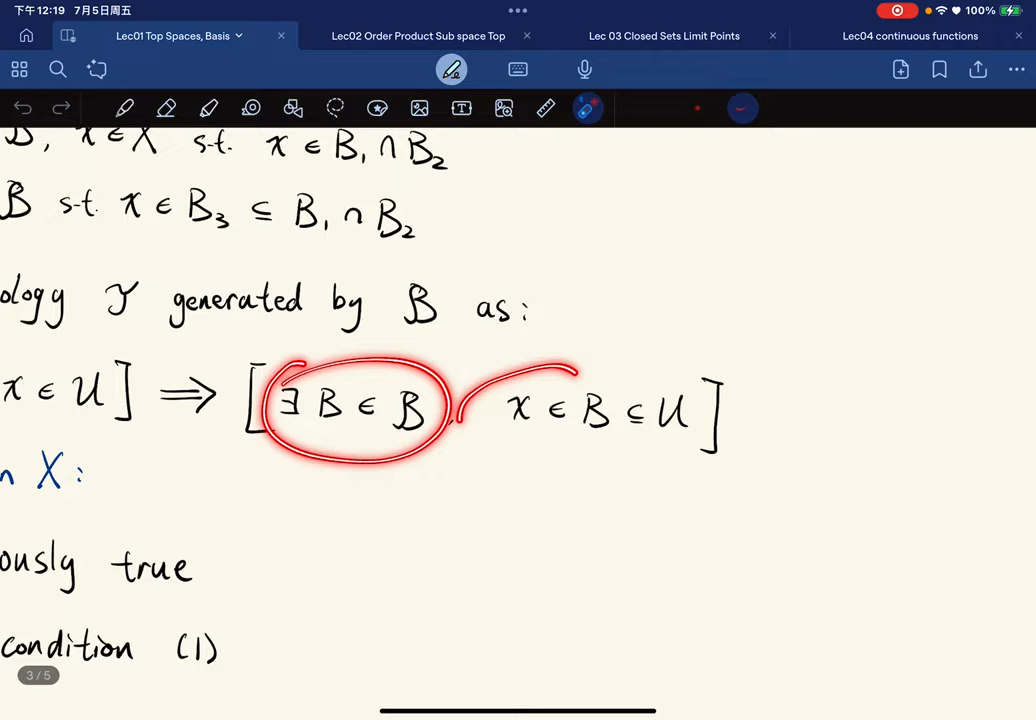 下午12:19 7月5日周五
100%
Lec01 Top Spaces, Basis
Lec02 Order Product Sub space Top
Lec 03 Closed Sets Limit Points
Lec04 continuous functions
ℬ, x ∈ X s.t. x ∈ B₁ ∩ B₂
ℬ s.t. x ∈ B₃ ⊆ B₁ ∩ B₂
ology 𝒯 generated by ℬ as:
x ∈ U ] ⟹ [ ∃ B ∈ ℬ, x ∈ B ⊆ U ]
n X:
ously true
condition (1)
3 / 5